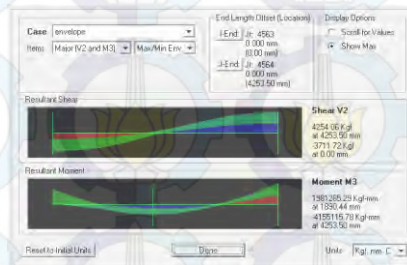 Case envelope
Items Major (V2 and M3) Max/Min Env
End Length Offset (Location)
I-End: Jt: 4563
0.000 mm
(0.00 mm)
J-End: Jt: 4564
0.000 mm
(4253.50 mm)
Display Options
Scroll for Values
Show Max
Resultant Shear
Shear V2
4254.06 Kgf
at 4253.50 mm
-3711.72 Kgf
at 0.00 mm
Resultant Moment
Moment M3
1981265.29 Kgf-mm
at 1890.44 mm
-4155115.78 Kgf-mm
at 4253.50 mm
Reset to Initial Units
Done
Units Kgf, mm, C